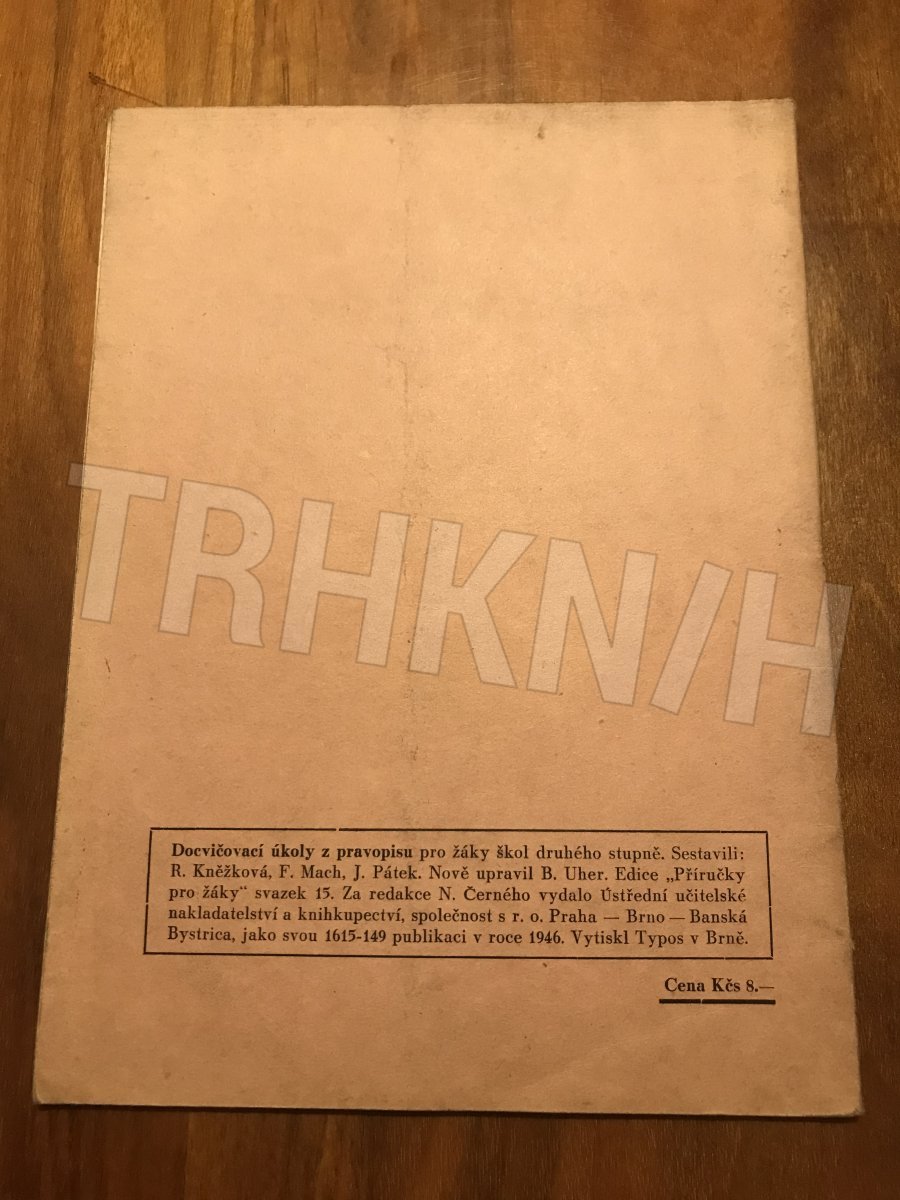 TRHKN/H
Docvičovací úkoly z pravopisu pro žáky škol druhého stupně. Sestavili:
R. Kněžková, F. Mach, J. Pátek. Nově upravil B. Uher. Edice „Příručky
pro žáky“ svazek 15. Za redakce N. Černého vydalo Ústřední učitelské
nakladatelství a knihkupectví, společnost s r. o. Praha — Brno — Banská
Bystrica, jako svou 1615-149 publikaci v roce 1946. Vytiskl Typos v Brně.
Cena Kčs 8.—